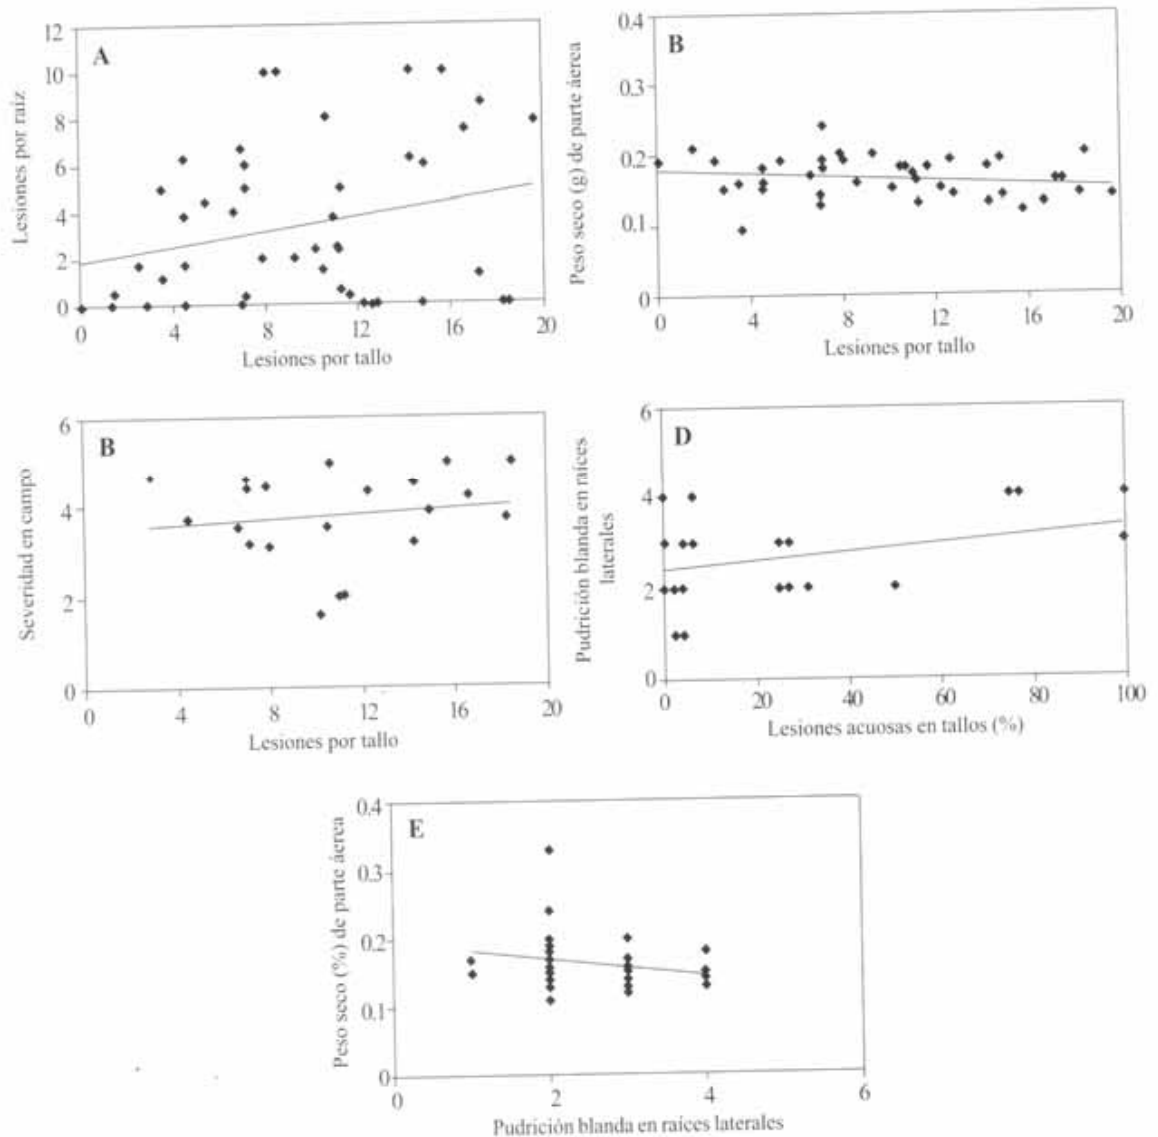 A
Lesiones por raíz
12
10
8
6
4
2
0
0 4 8 12 16 20
Lesiones por tallo
B
Peso seco (g) de parte áerea
0.4
0.3
0.2
0.1
0
0 4 8 12 16 20
Lesiones por tallo
B
Severidad en campo
6
4
2
0
0 4 8 12 16 20
Lesiones por tallo
D
Pudrición blanda en raíces
laterales
6
4
2
0
0 20 40 60 80 100
Lesiones acuosas en tallos (%)
E
Peso seco (%) de parte áerea
0.4
0.3
0.2
0.1
0
0 2 4 6
Pudrición blanda en raíces laterales